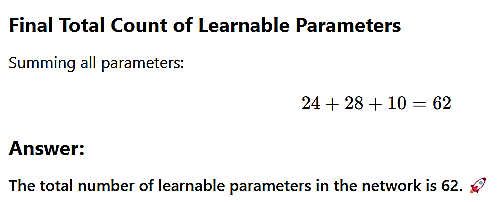 Final Total Count of Learnable Parameters
Summing all parameters:
24 + 28 + 10 = 62
Answer:
The total number of learnable parameters in the network is 62. 🚀